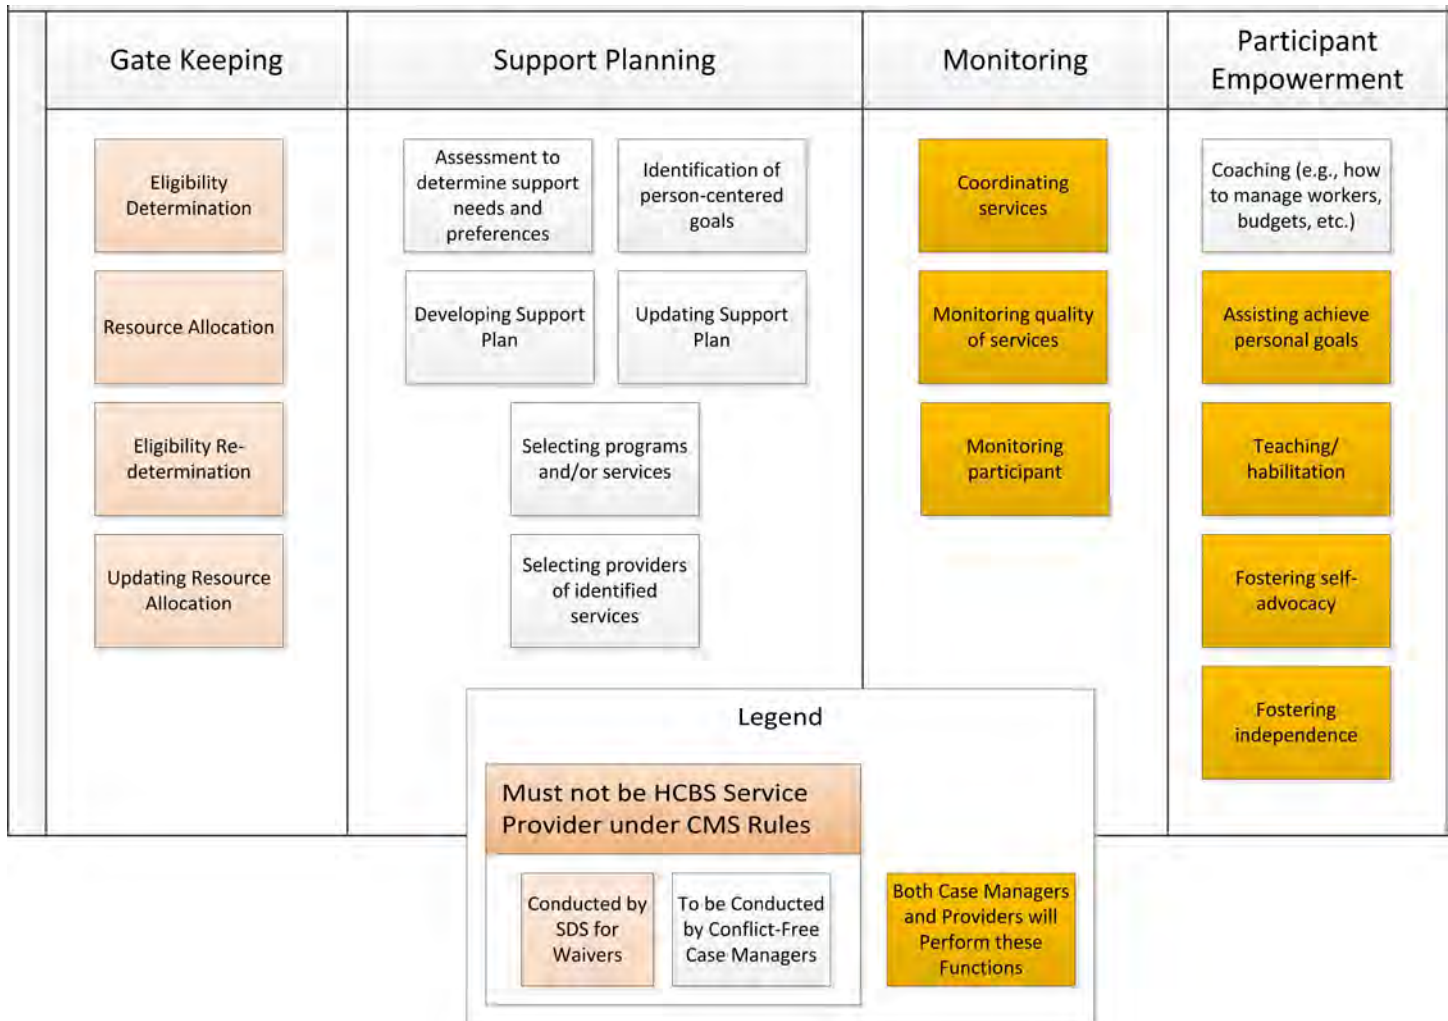 Gate Keeping
Support Planning
Monitoring
Participant
Empowerment
Eligibility
Determination
Resource Allocation
Eligibility Re-
determination
Updating Resource
Allocation
Assessment to
determine support
needs and
preferences
Identification of
person-centered
goals
Developing Support
Plan
Updating Support
Plan
Selecting programs
and/or services
Selecting providers
of identified
services
Coordinating
services
Monitoring quality
of services
Monitoring
participant
Coaching (e.g., how
to manage workers,
budgets, etc.)
Assisting achieve
personal goals
Teaching/
habilitation
Fostering self-
advocacy
Fostering
independence
Legend
Must not be HCBS Service
Provider under CMS Rules
Conducted by
SDS for
Waivers
To be Conducted
by Conflict-Free
Case Managers
Both Case Managers
and Providers will
Perform these
Functions